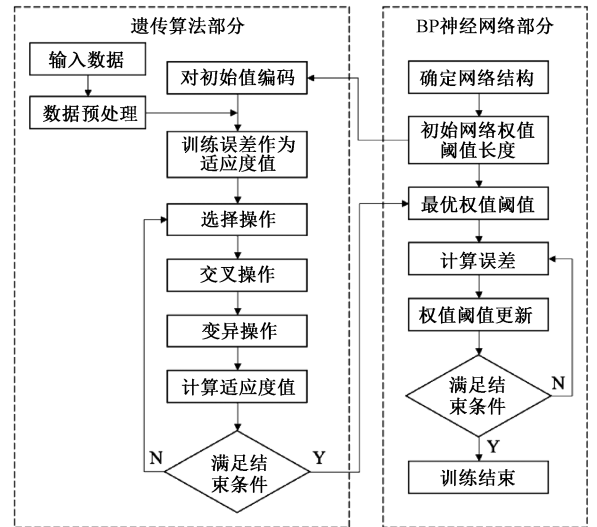 遗传算法部分
输入数据
数据预处理
对初始值编码
训练误差作为
适应度值
选择操作
交叉操作
变异操作
计算适应度值
满足结
束条件
N
Y
BP神经网络部分
确定网络结构
初始网络权值
阈值长度
最优权值阈值
计算误差
权值阈值更新
满足结
束条件
N
Y
训练结束